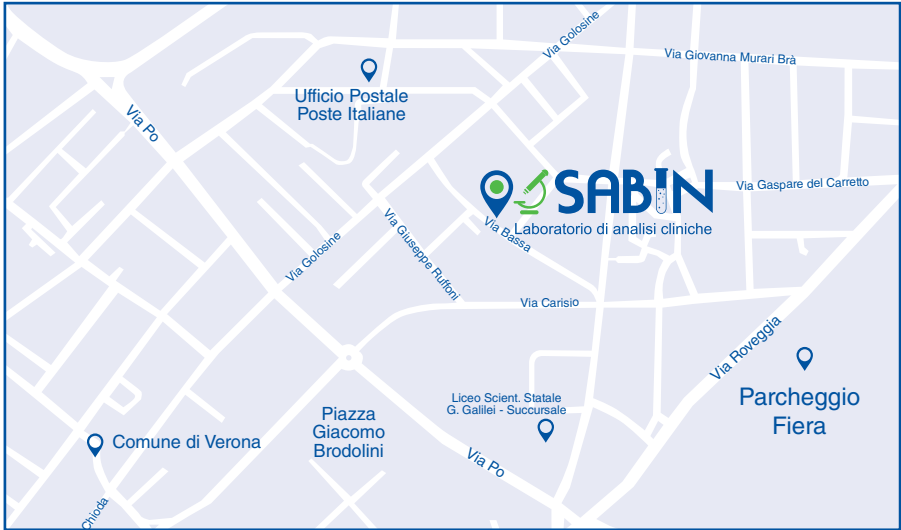 Via Golosine
Via Giovanna Murari Brà
Ufficio Postale
Poste Italiane
Via Po
SABIN
Laboratorio di analisi cliniche
Via Gaspare del Carretto
Via Bassa
Via Giuseppe Ruffoni
Via Golosine
Via Carisio
Via Roveggia
Parcheggio
Fiera
Liceo Scient. Statale
G. Galilei - Succursale
Piazza
Giacomo
Brodolini
Comune di Verona
Via Po
Chioda